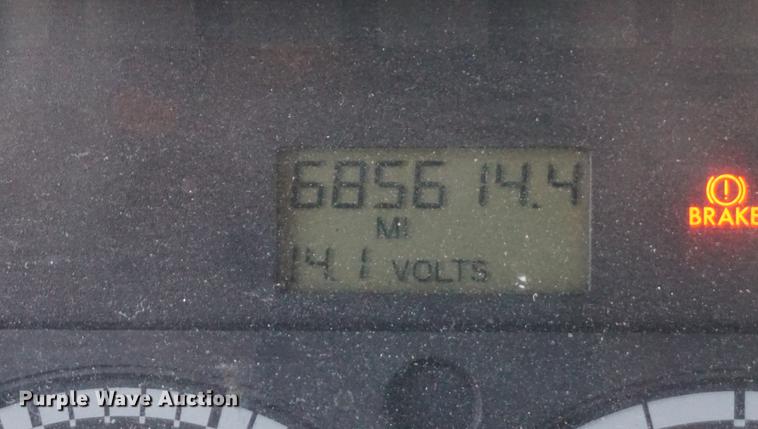 685614.4
MI
14.1 VOLTS
BRAKE
Purple Wave Auction